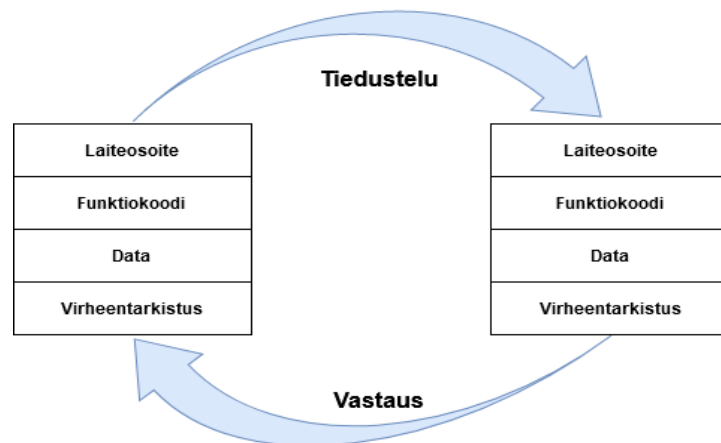 Tiedustelu
Laiteosoite
Funktiokoodi
Data
Virheentarkistus
Laiteosoite
Funktiokoodi
Data
Virheentarkistus
Vastaus